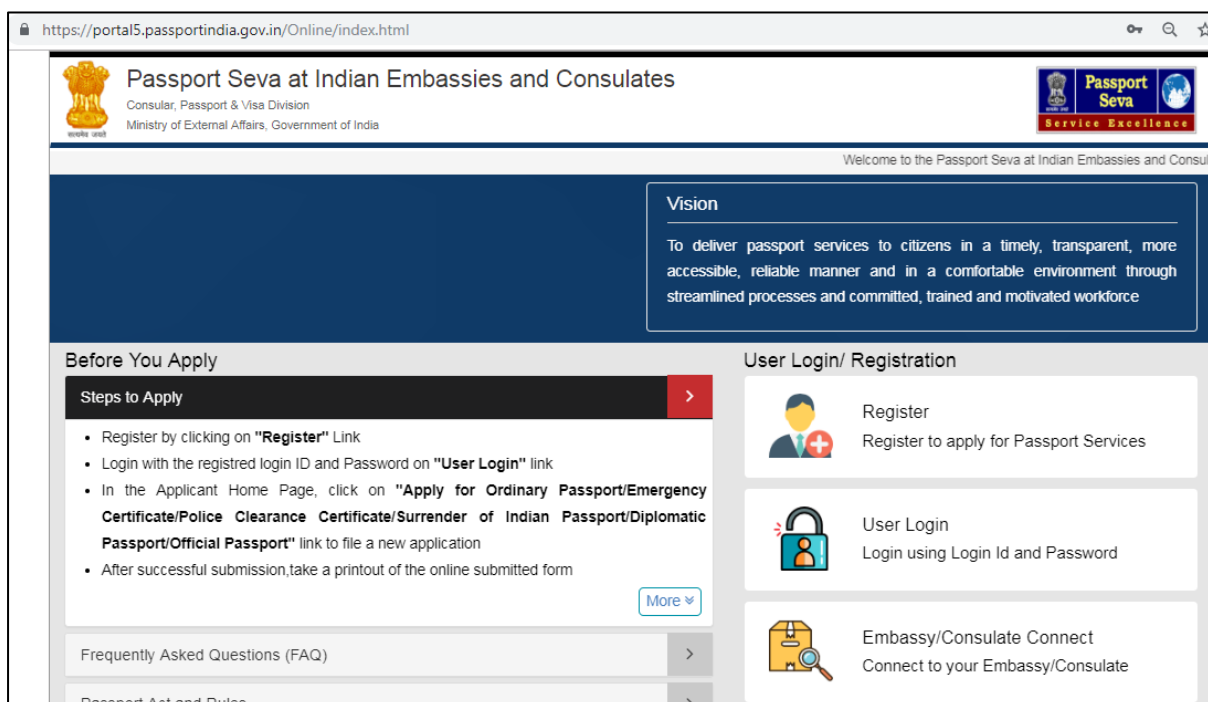 https://portal5.passportindia.gov.in/Online/index.html
Passport Seva at Indian Embassies and Consulates
Consular, Passport & Visa Division
Ministry of External Affairs, Government of India
सत्यमेव जयते
Passport
Seva
Service Excellence
Welcome to the Passport Seva at Indian Embassies and Consul
Vision
To deliver passport services to citizens in a timely, transparent, more
accessible, reliable manner and in a comfortable environment through
streamlined processes and committed, trained and motivated workforce
Before You Apply
Steps to Apply
• Register by clicking on "Register" Link
• Login with the registred login ID and Password on "User Login" link
• In the Applicant Home Page, click on "Apply for Ordinary Passport/Emergency
Certificate/Police Clearance Certificate/Surrender of Indian Passport/Diplomatic
Passport/Official Passport" link to file a new application
• After successful submission,take a printout of the online submitted form
More
Frequently Asked Questions (FAQ)
Passport Act and Rules
User Login/ Registration
Register
Register to apply for Passport Services
User Login
Login using Login Id and Password
Embassy/Consulate Connect
Connect to your Embassy/Consulate